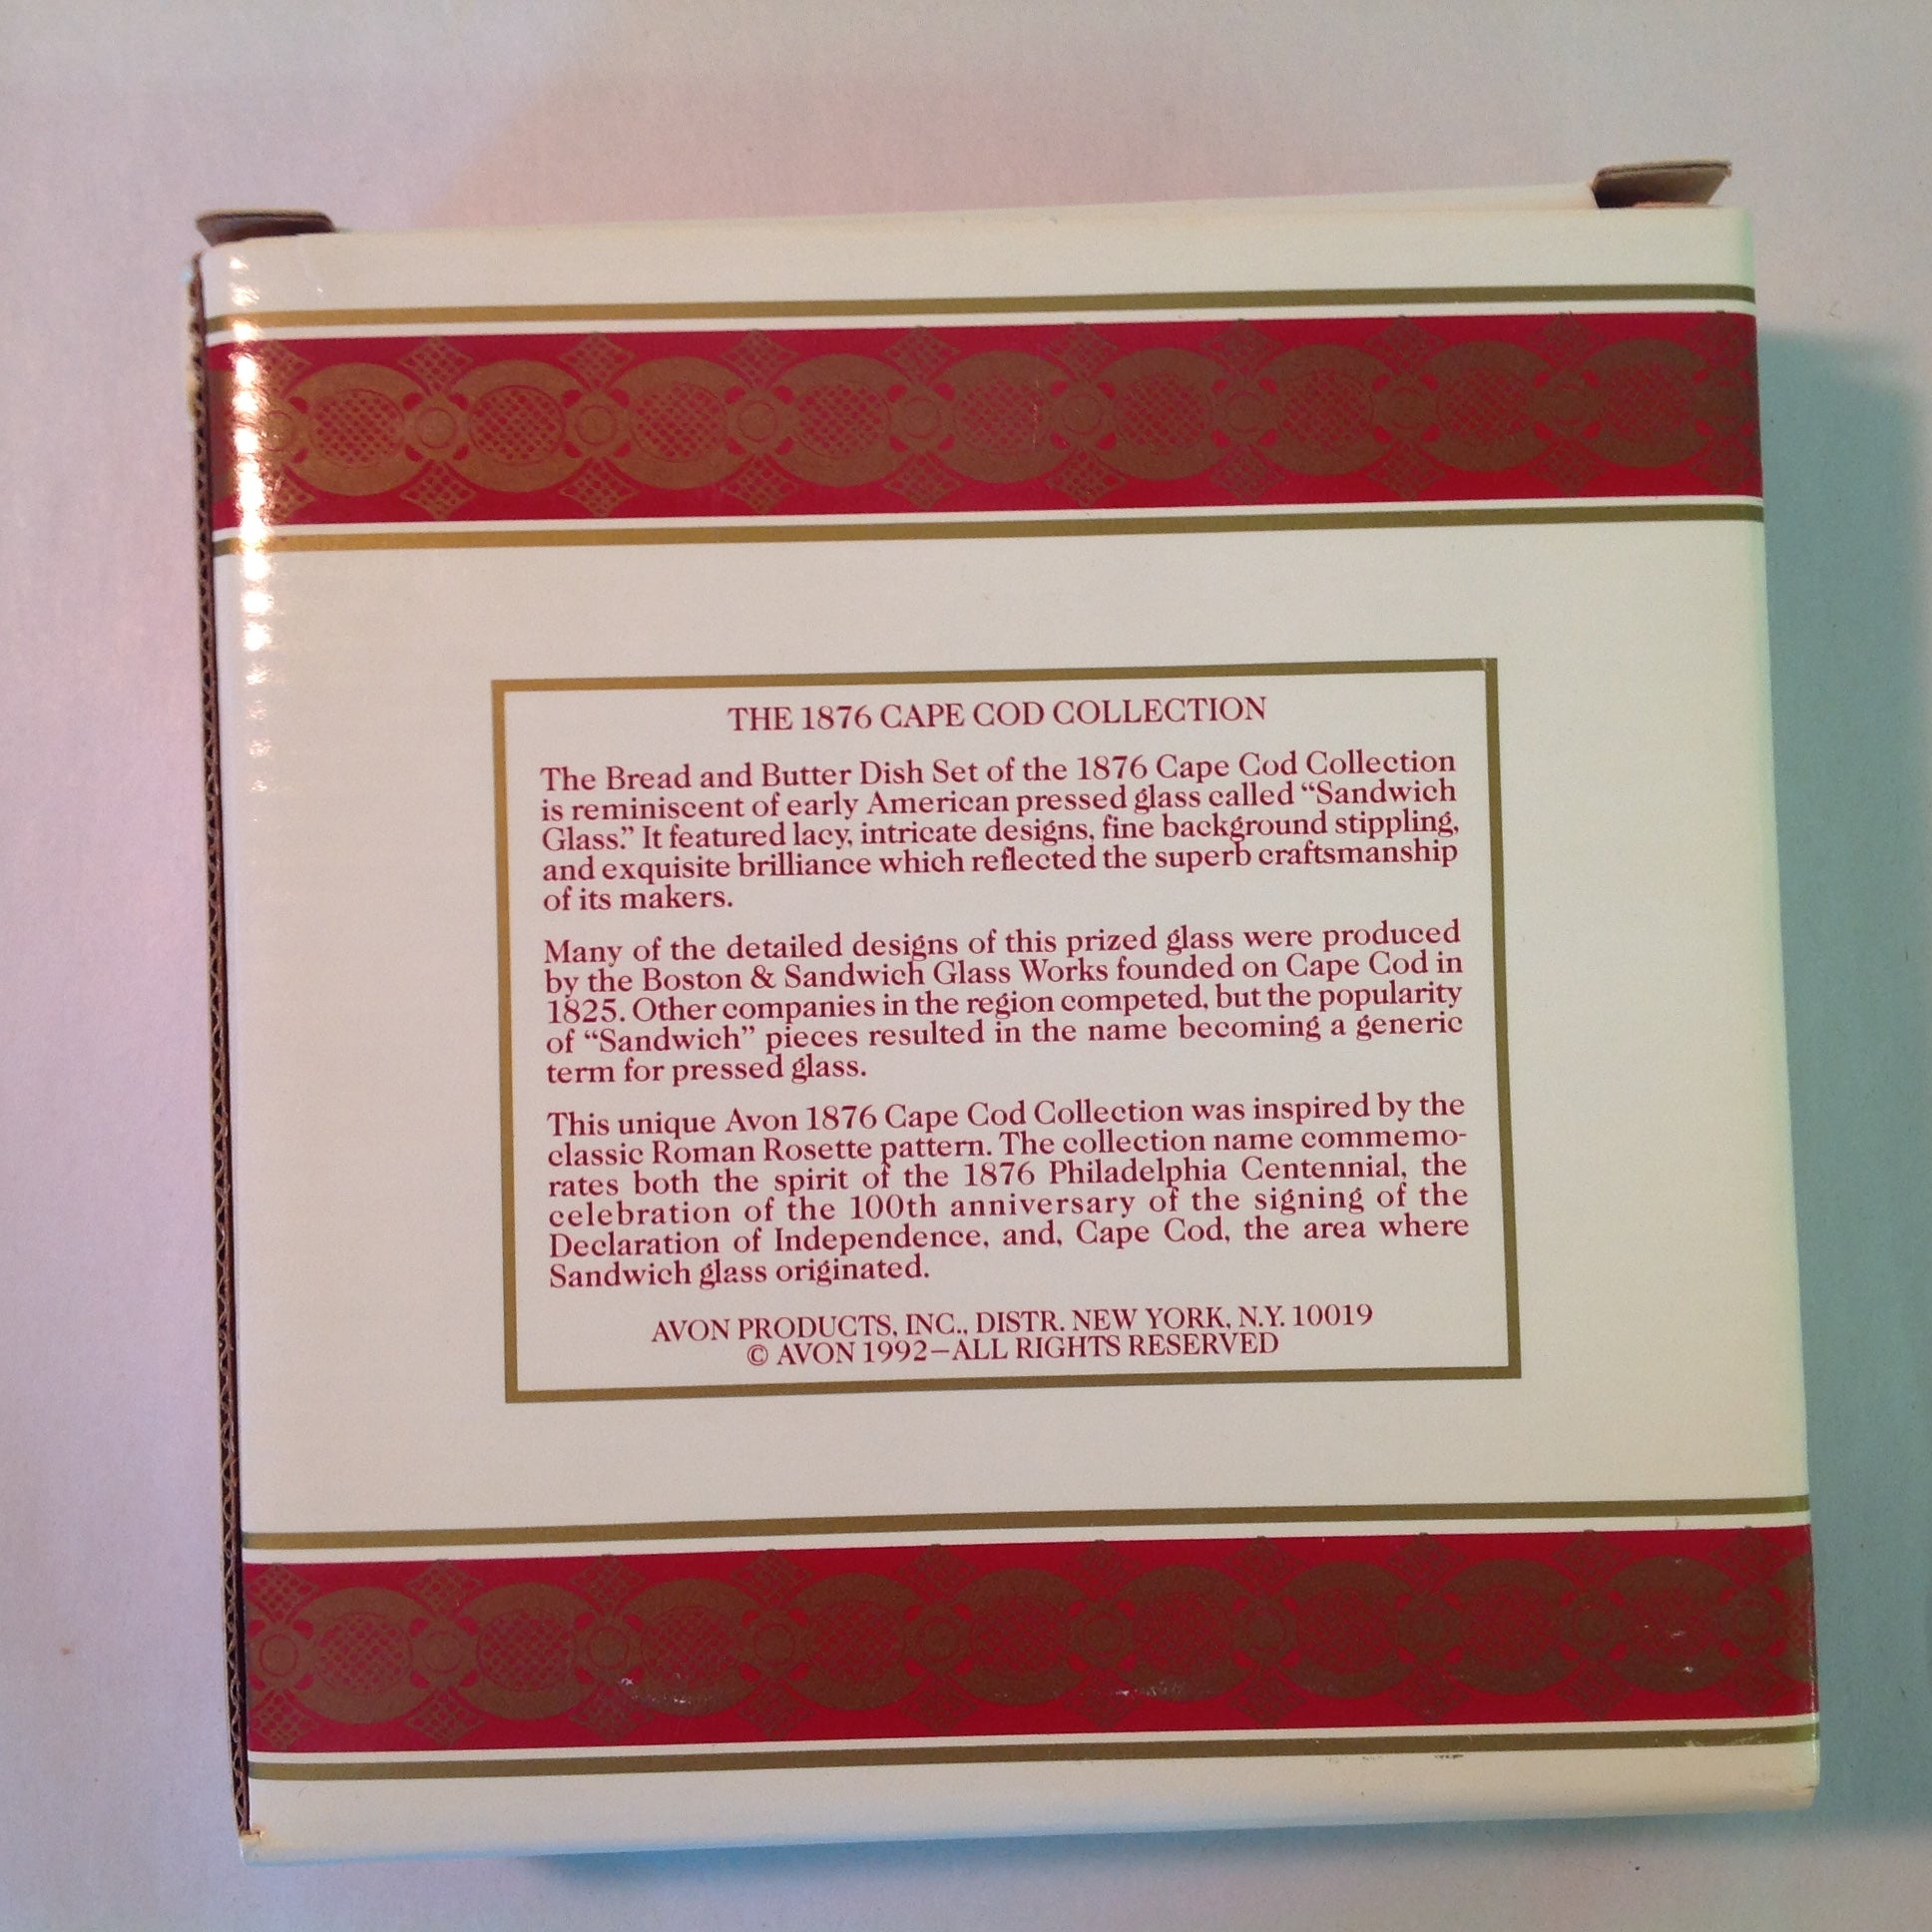 THE 1876 CAPE COD COLLECTION
The Bread and Butter Dish Set of the 1876 Cape Cod Collection
is reminiscent of early American pressed glass called “Sandwich
Glass.” It featured lacy, intricate designs, fine background stippling,
and exquisite brilliance which reflected the superb craftsmanship
of its makers.
Many of the detailed designs of this prized glass were produced
by the Boston & Sandwich Glass Works founded on Cape Cod in
1825. Other companies in the region competed, but the popularity
of “Sandwich” pieces resulted in the name becoming a generic
term for pressed glass.
This unique Avon 1876 Cape Cod Collection was inspired by the
classic Roman Rosette pattern. The collection name commemo-
rates both the spirit of the 1876 Philadelphia Centennial, the
celebration of the 100th anniversary of the signing of the
Declaration of Independence, and, Cape Cod, the area where
Sandwich glass originated.
AVON PRODUCTS, INC., DISTR. NEW YORK, N.Y. 10019
© AVON 1992–ALL RIGHTS RESERVED